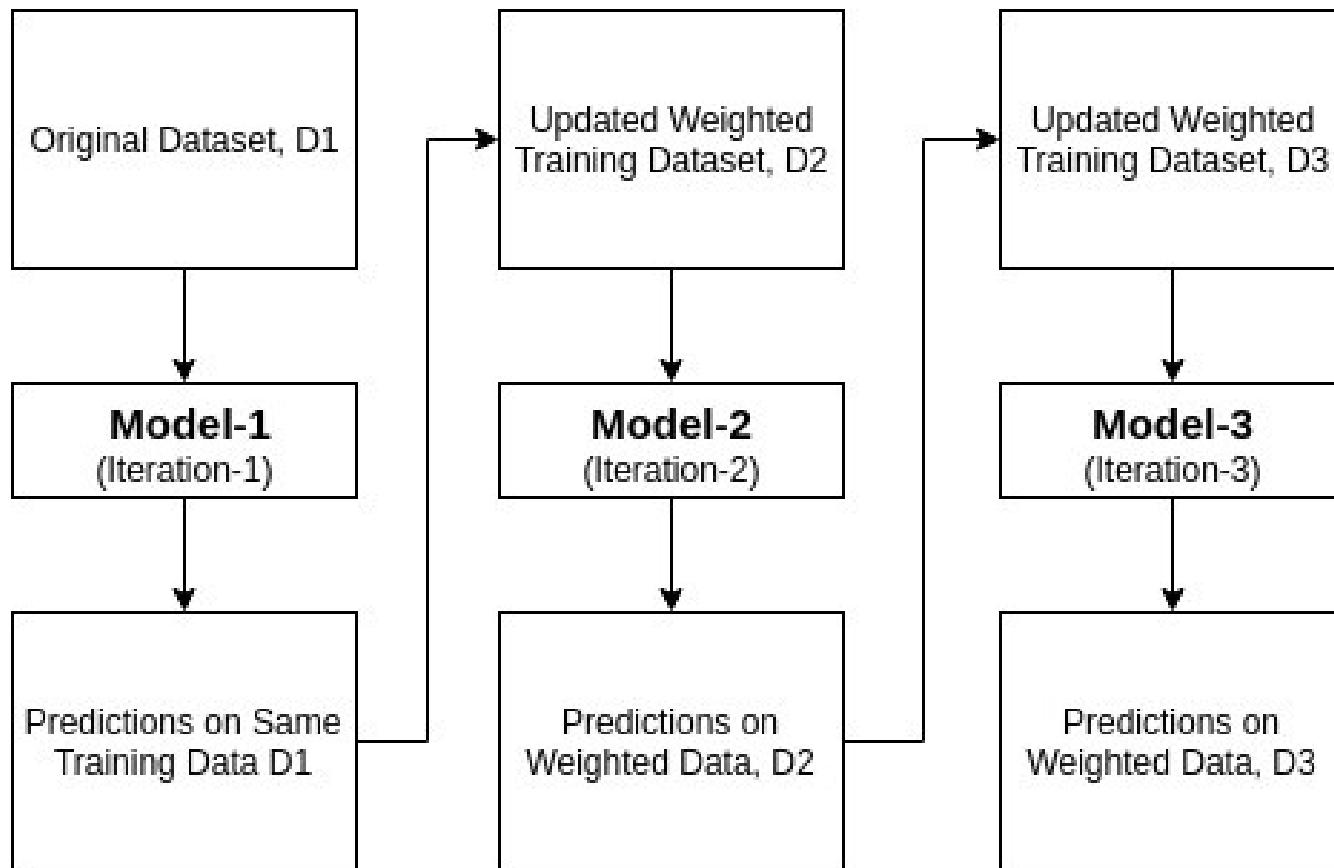 Original Dataset, D1
Updated Weighted
Training Dataset, D2
Updated Weighted
Training Dataset, D3
Model-1
(Iteration-1)
Model-2
(Iteration-2)
Model-3
(Iteration-3)
Predictions on Same
Training Data D1
Predictions on
Weighted Data, D2
Predictions on
Weighted Data, D3